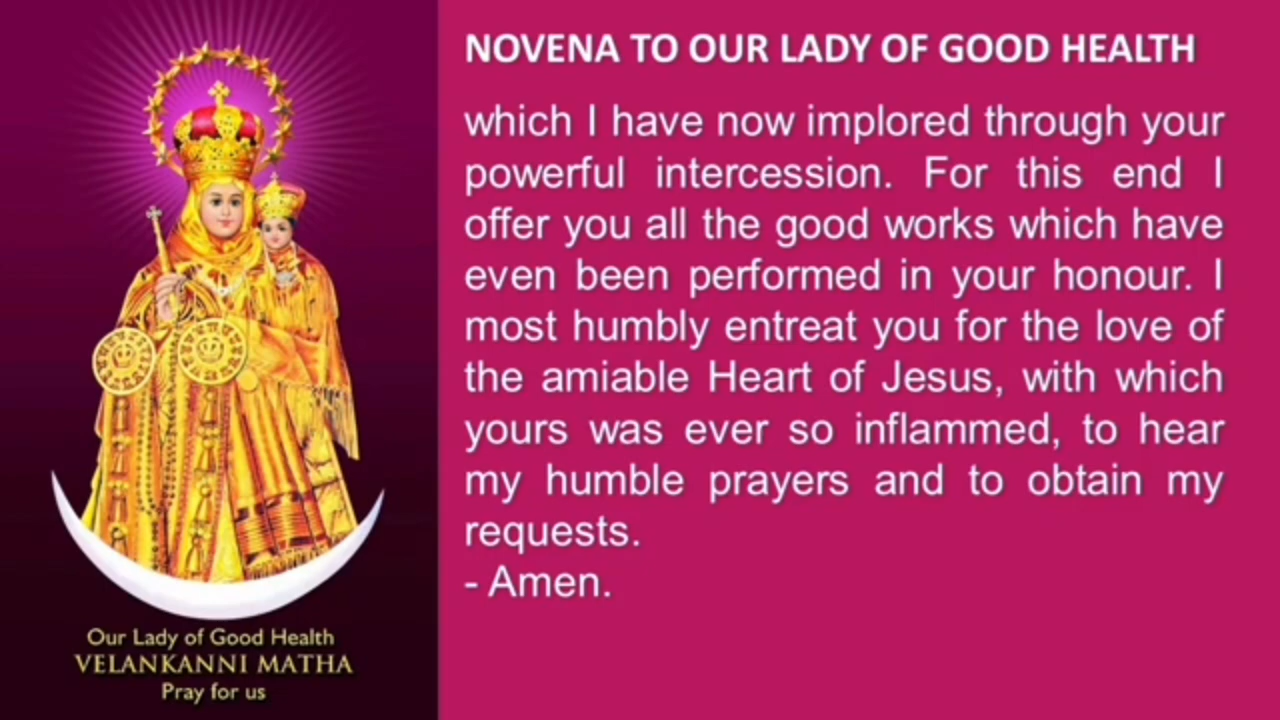 NOVENA TO OUR LADY OF GOOD HEALTH
which I have now implored through your
powerful intercession. For this end I
offer you all the good works which have
even been performed in your honour. I
most humbly entreat you for the love of
the amiable Heart of Jesus, with which
yours was ever so inflammed, to hear
my humble prayers and to obtain my
requests.
- Amen.
Our Lady of Good Health
VELANKANNI MATHA
Pray for us